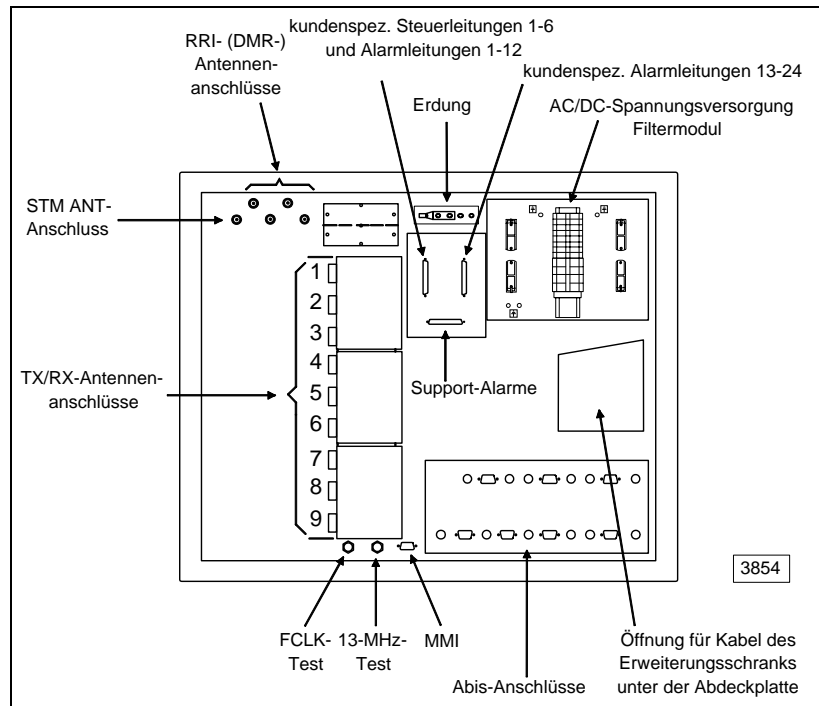 kundenspez. Steuerleitungen 1-6
und Alarmleitungen 1-12
RRI- (DMR-)
Antennen-
anschlüsse
kundenspez. Alarmleitungen 13-24
Erdung
AC/DC-Spannungsversorgung
Filtermodul
STM ANT-
Anschluss
1
2
3
4
5
6
7
8
9
TX/RX-Antennen-
anschlüsse
Support-Alarme
3854
FCLK-
Test
13-MHz-
Test
MMI
Abis-Anschlüsse
Öffnung für Kabel des
Erweiterungsschranks
unter der Abdeckplatte